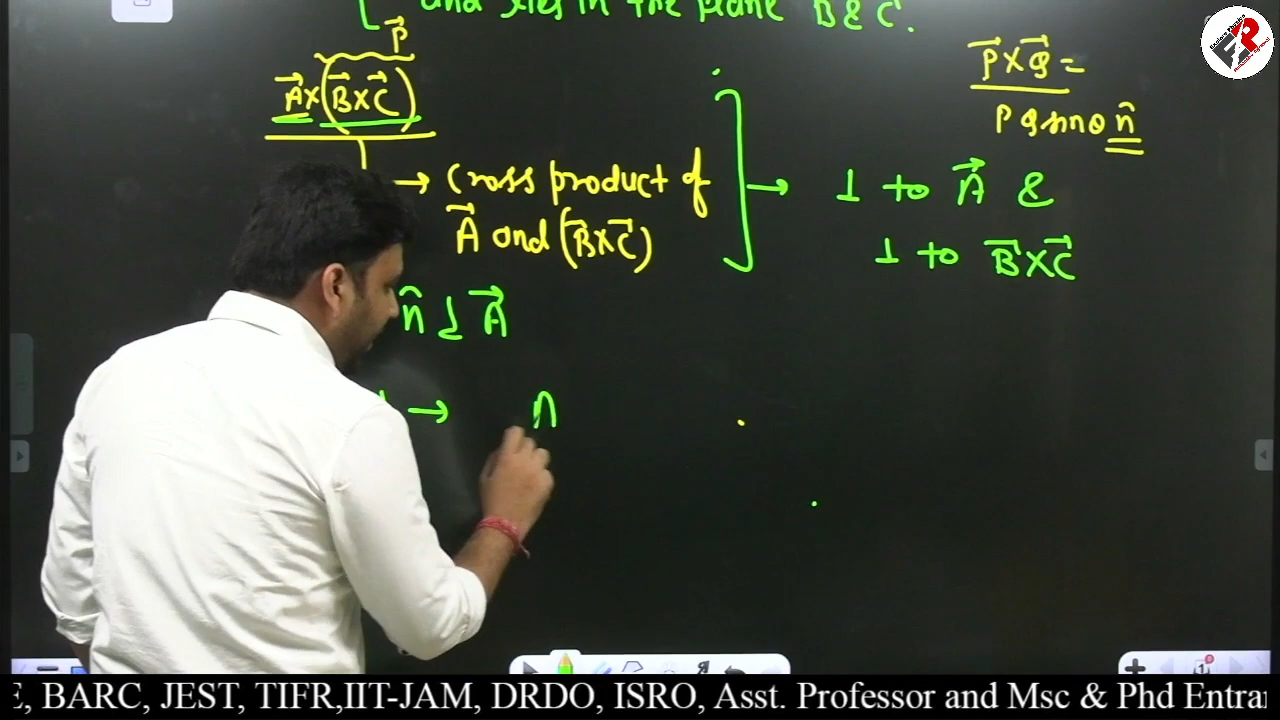 and lies in the plane B & C.
P⃗
A⃗×(B⃗×C⃗)
P⃗×Q⃗ =
PQ sinθ n̂
→ Cross product of
A⃗ and (B⃗×C⃗)
→ ⊥ to A⃗ &
⊥ to B⃗×C⃗
n̂ ⊥ A⃗
→ n
E, BARC, JEST, TIFR,IIT-JAM, DRDO, ISRO, Asst. Professor and Msc & Phd Entran